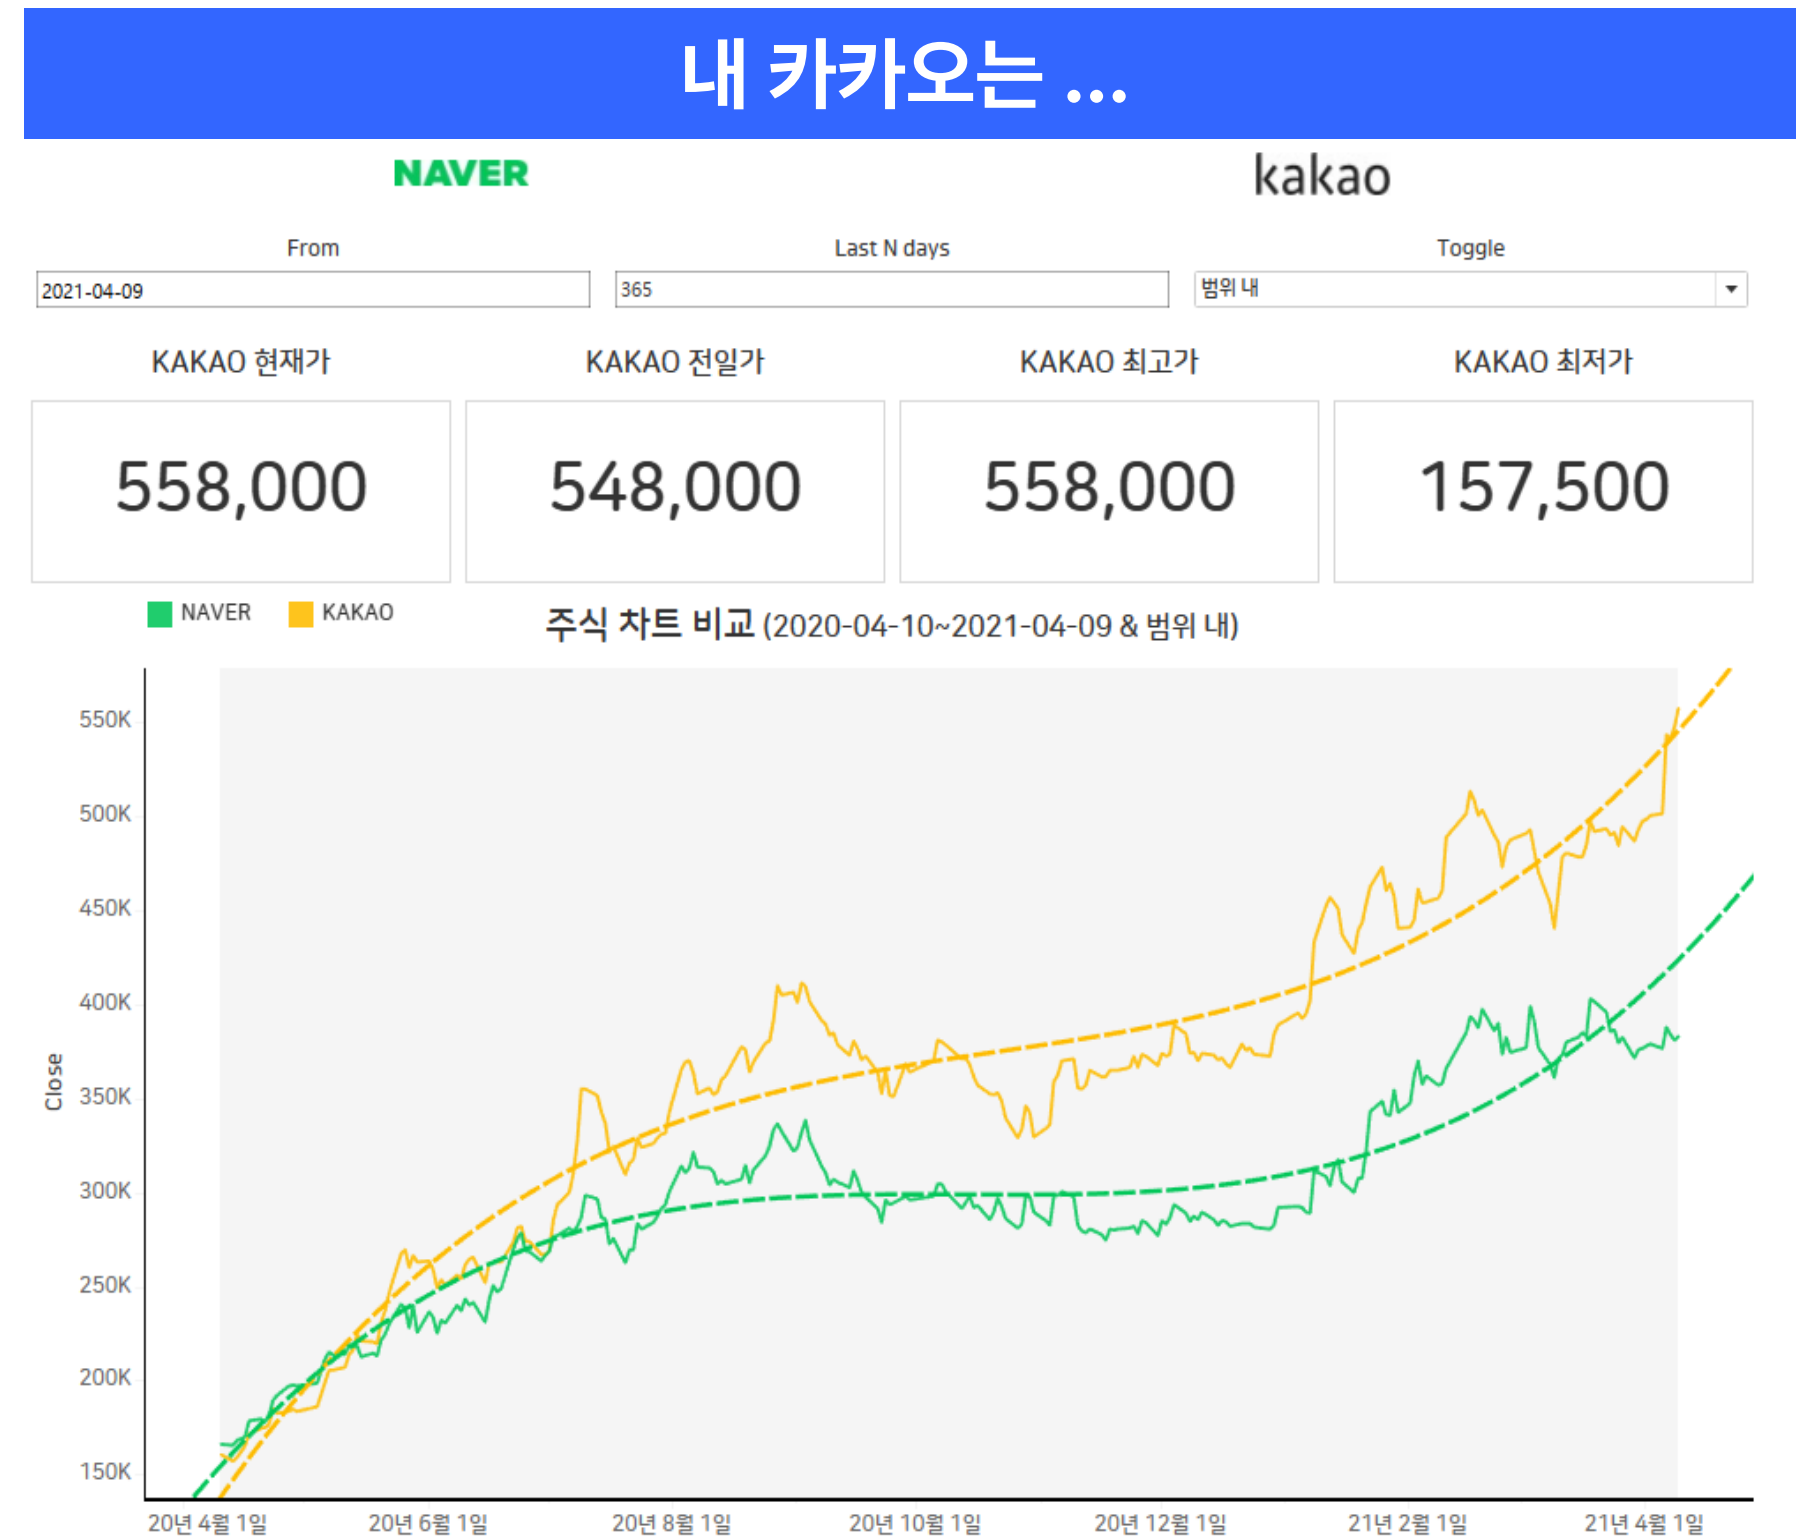 내 카카오는 ...
NAVER
kakao
From
Last N days
Toggle
2021-04-09
365
범위 내
KAKAO 현재가
KAKAO 전일가
KAKAO 최고가
KAKAO 최저가
558,000
548,000
558,000
157,500
NAVER
KAKAO
주식 차트 비교 (2020-04-10~2021-04-09 & 범위 내)
550K
500K
450K
400K
350K
300K
250K
200K
150K
Close
20년 4월 1일
20년 6월 1일
20년 8월 1일
20년 10월 1일
20년 12월 1일
21년 2월 1일
21년 4월 1일